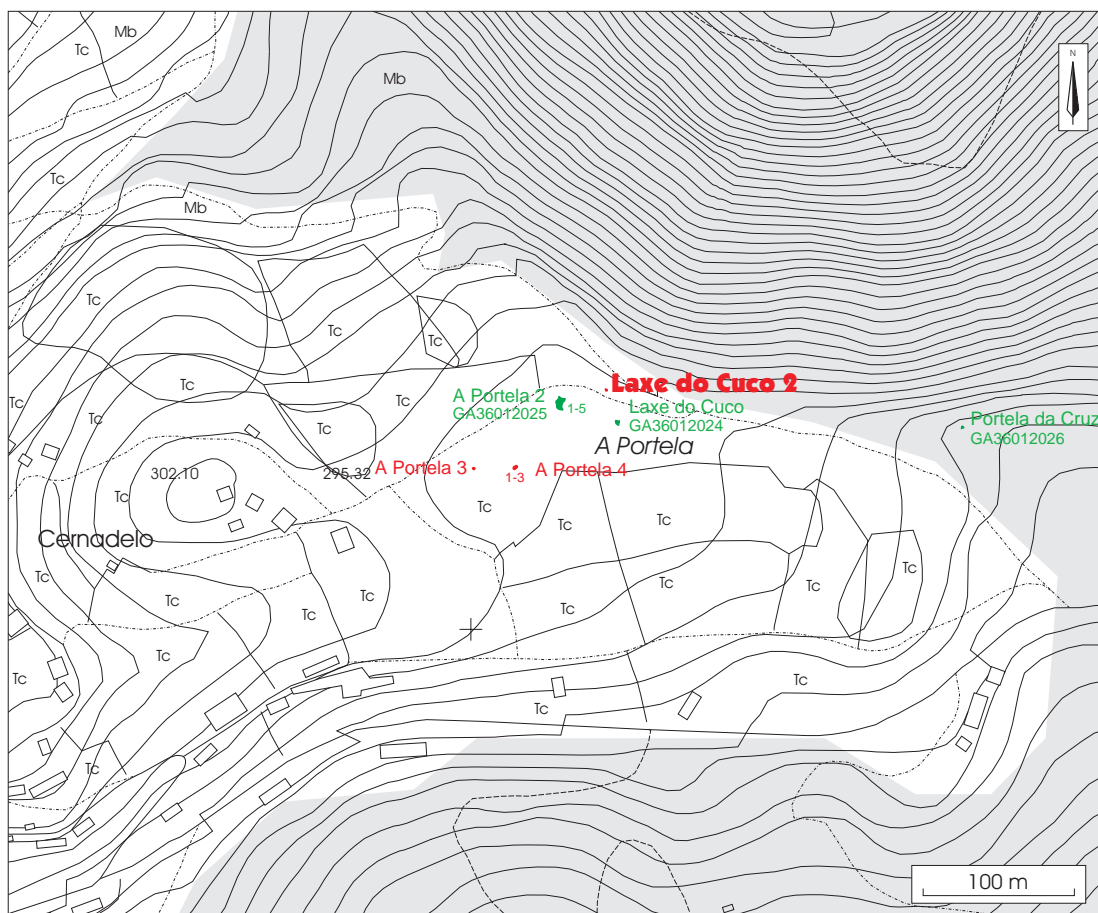 Mb
Tc
N
Mb
Tc
Mb
Tc
Tc
Tc
Tc
Laxe do Cuco 2
A Portela 2
GA36012025
1-5
Laxe do Cuco
GA36012024
Tc
Tc
Tc
Tc
Portela da Cruz
GA36012026
A Portela
302.10
295.32
A Portela 3
1-3
A Portela 4
Tc
Tc
Tc
Tc
Cernadelo
Tc
Tc
Tc
Tc
Tc
Tc
Tc
Tc
Tc
Tc
Tc
Tc
Tc
Tc
100 m